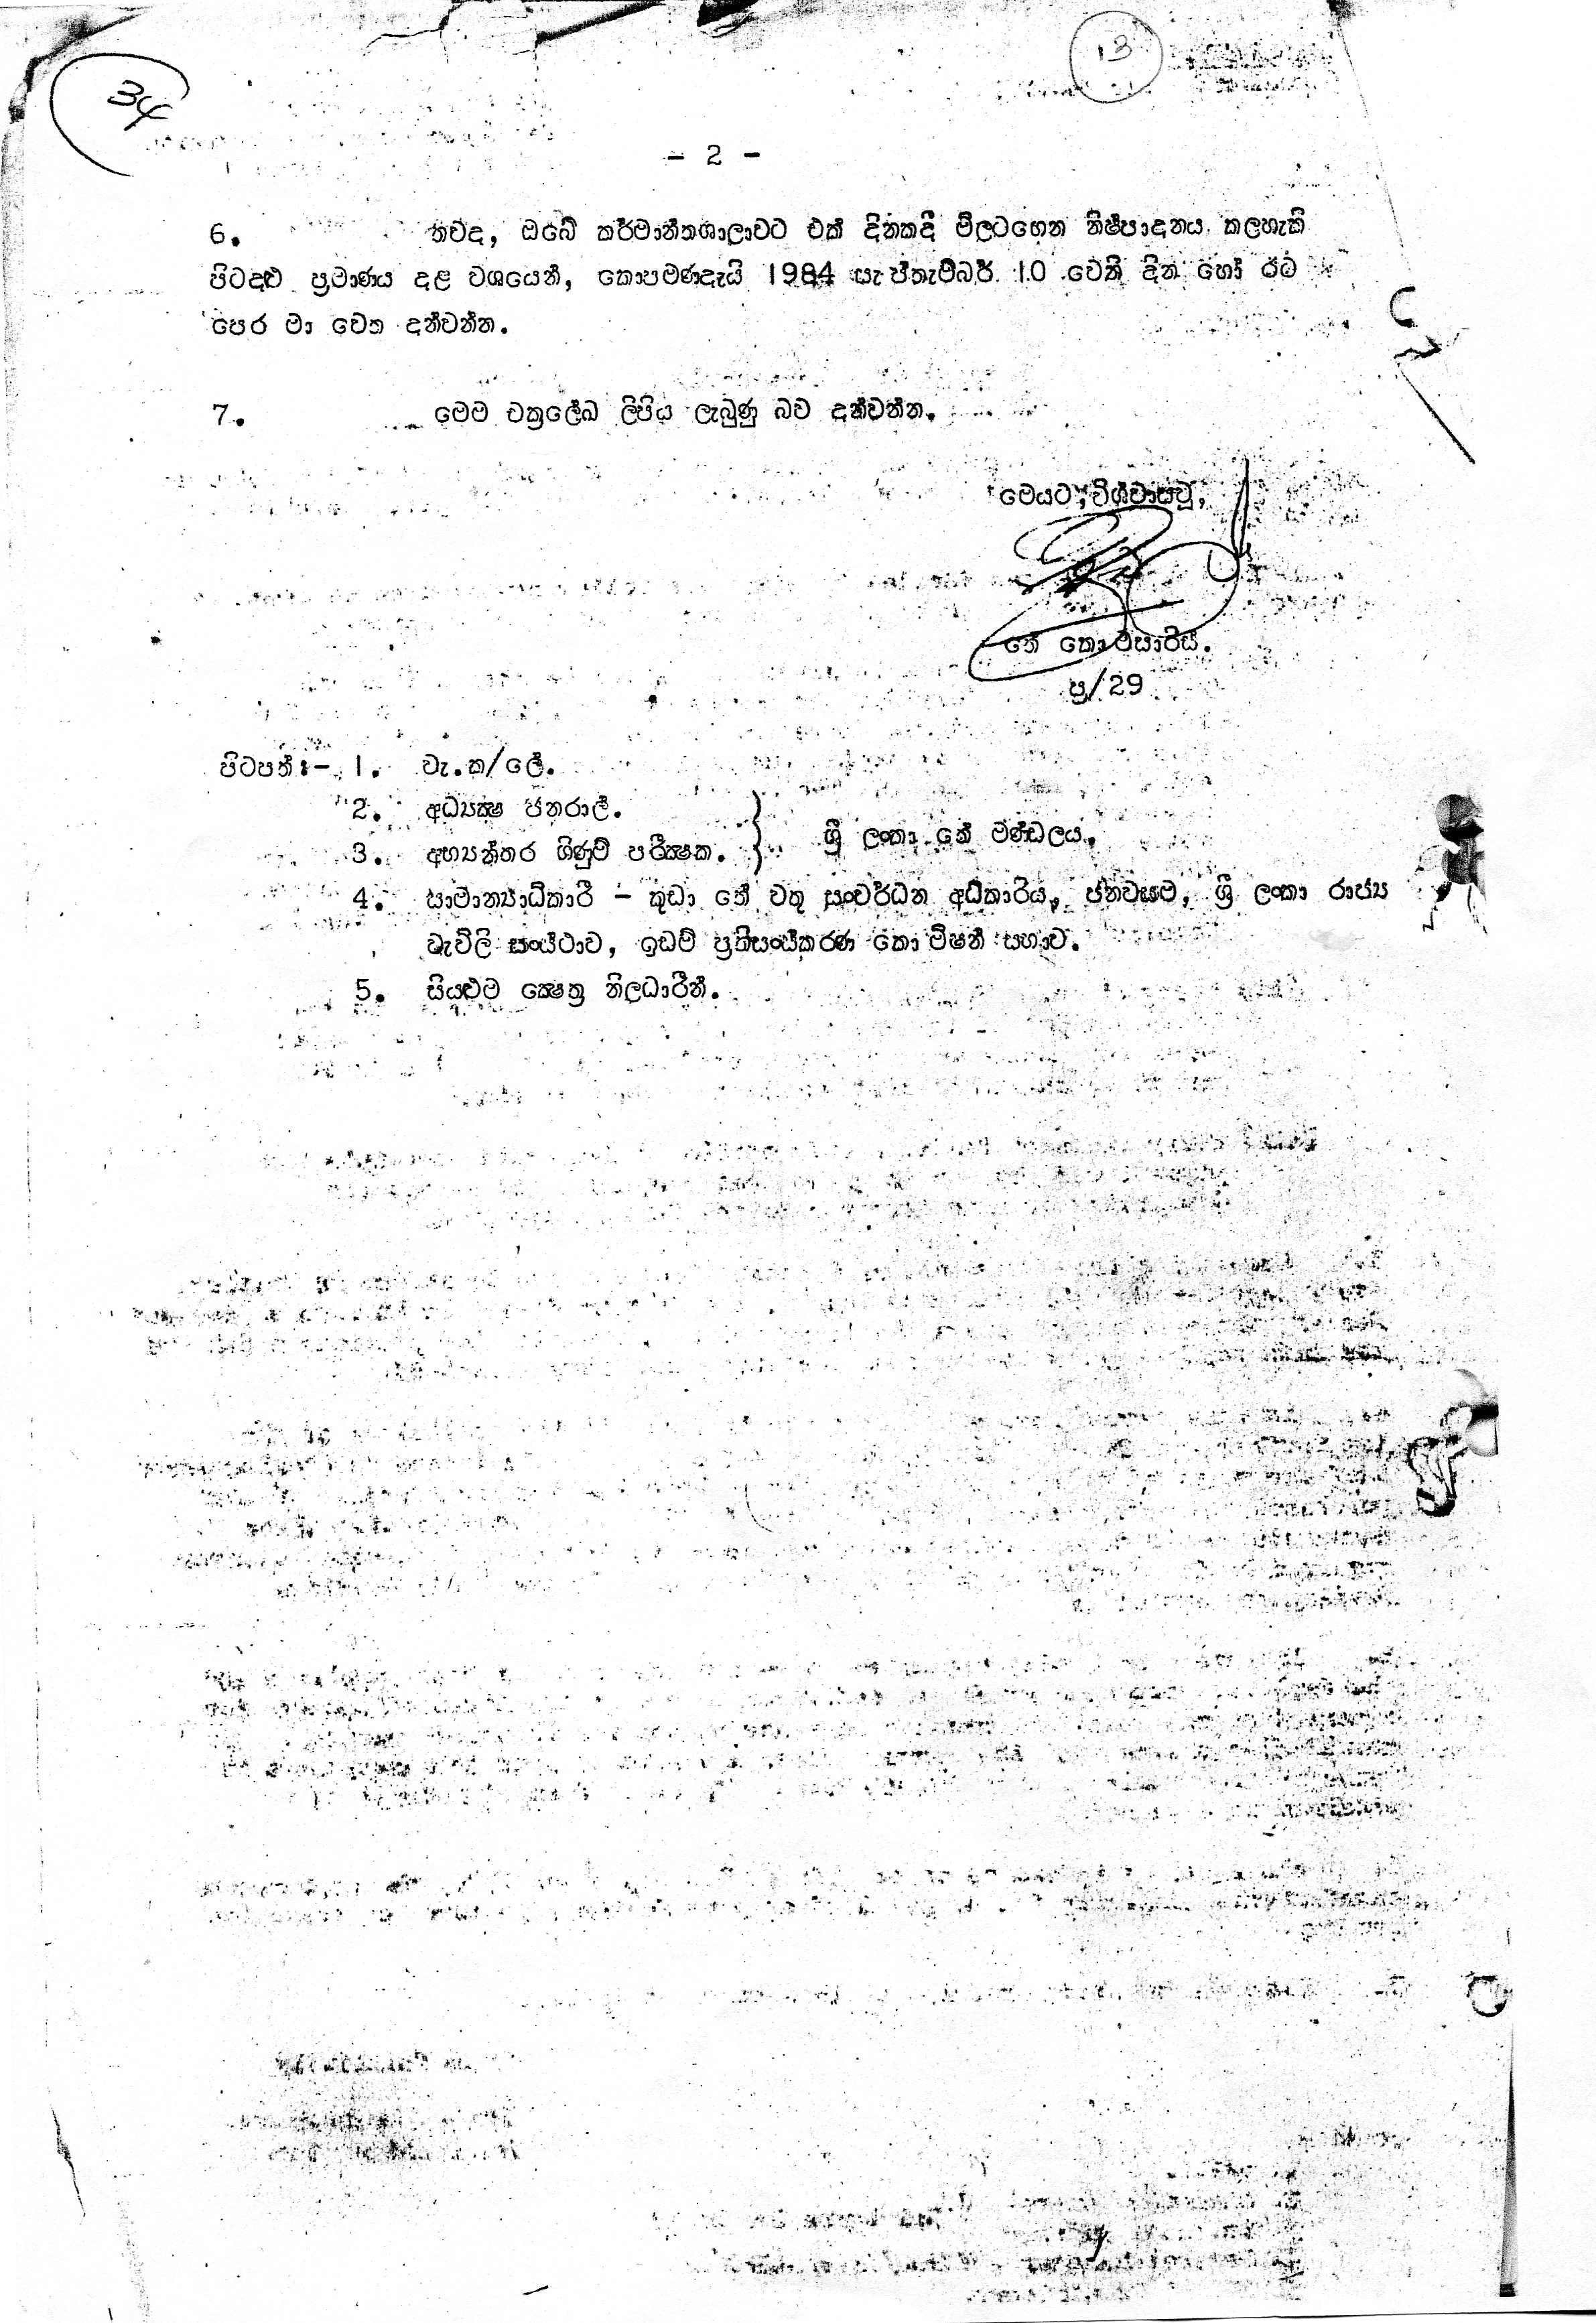 34
13
- 2 -
6. තවද, ඔබේ කර්මාන්තශාලාවට එක් දිනකදී මිලටගෙන නිෂ්පාදනය කලහැකි
පිටදළු ප්‍රමාණය දළ වශයෙන්, කොපමණදැයි 1984 සැප්තැම්බර් 10 වෙනි දින හෝ ඊට
පෙර මා වෙත දන්වන්න.
7. මෙම චක්‍රලේඛ ලිපිය ලැබුණු බව දන්වන්න.
මෙයට, විශ්වාසවූ,
තේ කොමසාරිස්.
ප්‍ර/29
පිටපත්:- 1. වැ.ක/ලේ.
2. අධ්‍යක්ෂ ජනරාල්.
3. අභ්‍යන්තර ගිණුම් පරීක්ෂක. } ශ්‍රී ලංකා තේ මණ්ඩලය.
4. සාමාන්‍යාධිකාරී - කුඩා තේ වතු සංවර්ධන අධිකාරිය, ජනවසම, ශ්‍රී ලංකා රාජ්‍ය
වැවිලි සංස්ථාව, ඉඩම් ප්‍රතිසංස්කරණ කොමිෂන් සභාව.
5. සියළුම ක්ෂේත්‍ර නිලධාරීන්.